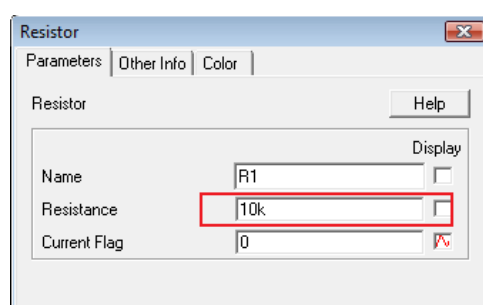 Resistor
Parameters Other Info Color
Resistor Help
Display
Name R1
Resistance 10k
Current Flag 0